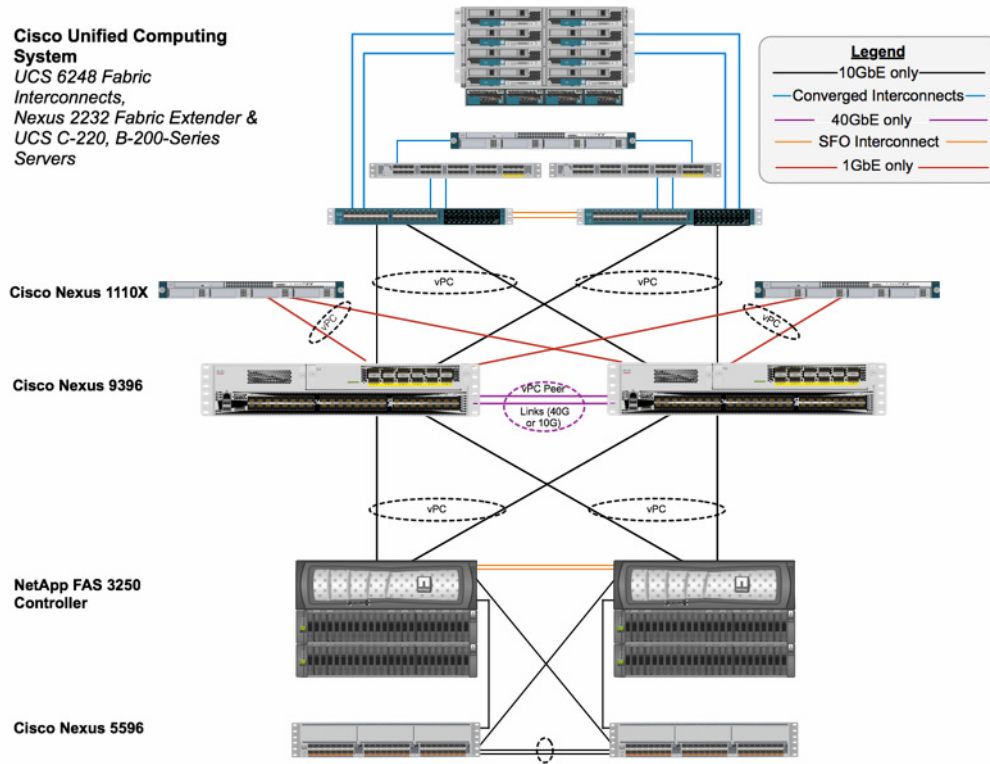 Cisco Unified Computing
System
UCS 6248 Fabric
Interconnects,
Nexus 2232 Fabric Extender &
UCS C-220, B-200-Series
Servers
Legend
10GbE only
Converged Interconnects
40GbE only
SFO Interconnect
1GbE only
vPC
vPC
Cisco Nexus 1110X
vPC
vPC
Cisco Nexus 9396
vPC Peer
Links (40G
or 10G)
vPC
vPC
NetApp FAS 3250
Controller
Cisco Nexus 5596